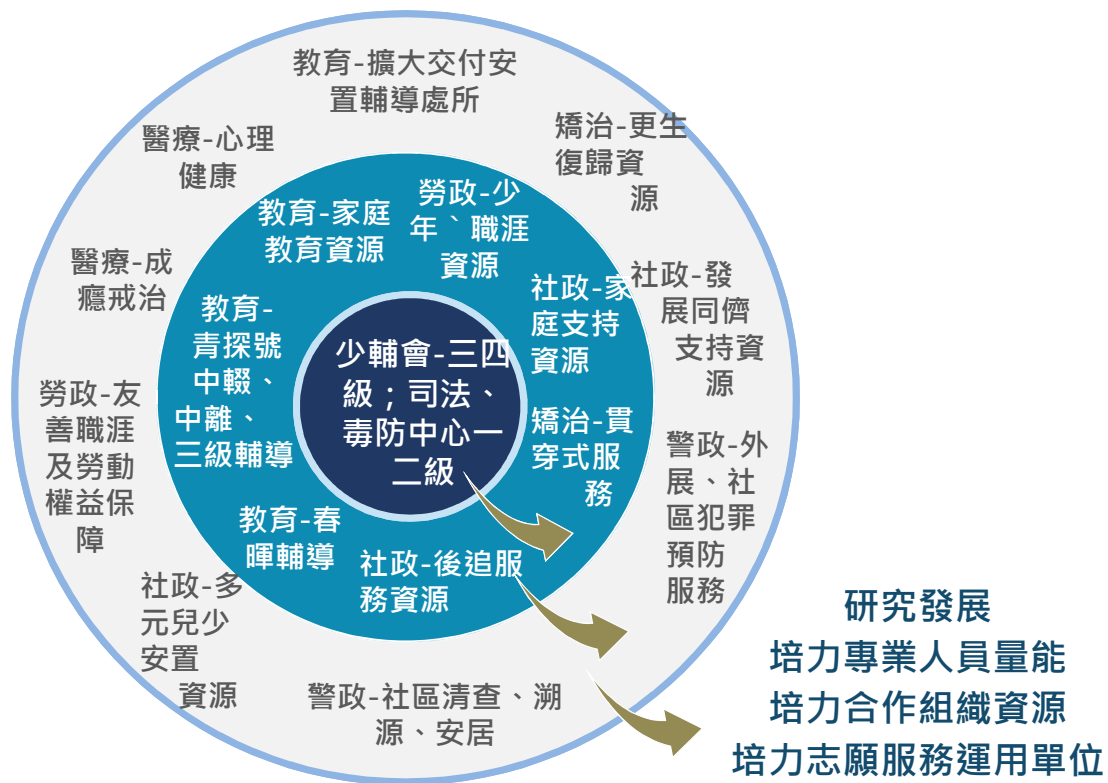 教育-擴大交付安
置輔導處所
醫療-心理
健康
矯治-更生
復歸資
源
教育-家庭
教育資源
勞政-少
年｀職涯
資源
醫療-成
癮戒治
社政-發
展同儕
支持資
源
教育-
青探號
中輟、
中離、
三級輔導
社政-家
庭支持
資源
少輔會-三四
級；司法、
毒防中心一
二級
勞政-友
善職涯
及勞動
權益保
障
矯治-貫
穿式服
務
警政-外
展、社
區犯罪
預防
服務
教育-春
暉輔導
社政-後追服
務資源
社政-多
元兒少
安置
資源
警政-社區清查、溯
源、安居
研究發展
培力專業人員量能
培力合作組織資源
培力志願服務運用單位